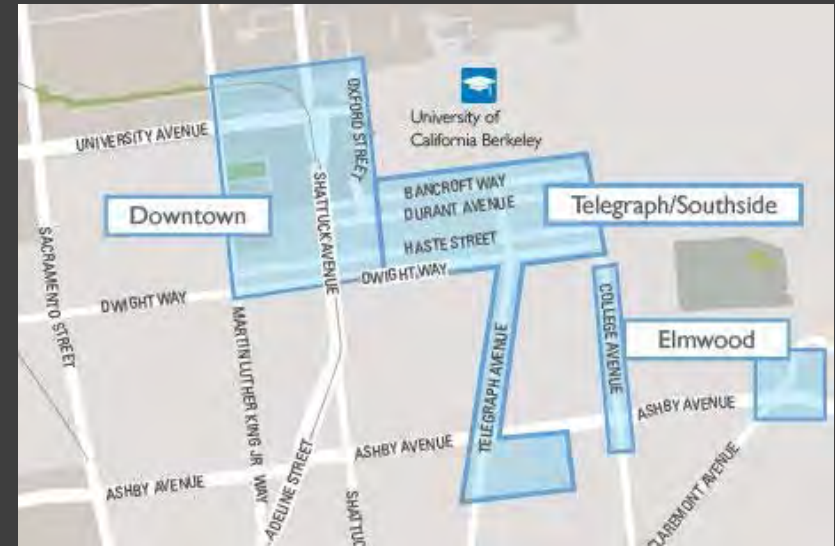 OXFORD STREET
University of
California Berkeley
UNIVERSITY AVENUE
BANCROFT WAY
DURANT AVENUE
Telegraph/Southside
Downtown
SHATTUCK AVENUE
SACRAMENTO STREET
HASTE STREET
DWIGHT WAY
DWIGHT WAY
COLLEGE AVENUE
Elmwood
MARTIN LUTHER KING JR WAY
TELEGRAPH AVENUE
ASHBY AVENUE
ASHBY AVENUE
ASHBY AVENUE
ADELINE STREET
SHATTUC
CLAREMONT AVENUE